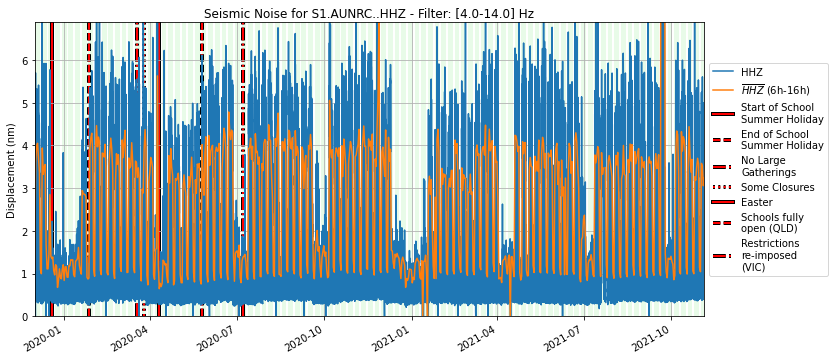 Seismic Noise for S1.AUNRC..HHZ - Filter: [4.0-14.0] Hz
Displacement (nm)
6
5
4
3
2
1
0
2020-01
2020-04
2020-07
2020-10
2021-01
2021-04
2021-07
2021-10
HHZ
HHZ (6h-16h)
Start of School
Summer Holiday
End of School
Summer Holiday
No Large
Gatherings
Some Closures
Easter
Schools fully
open (QLD)
Restrictions
re-imposed
(VIC)